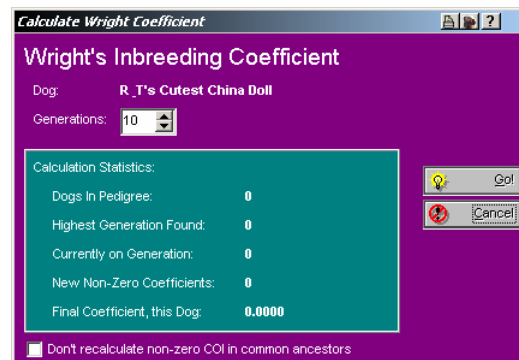 Calculate Wright Coefficient
?
Wright's Inbreeding Coefficient
Dog: R_T's Cutest China Doll
Generations: 10
Calculation Statistics:
Dogs In Pedigree: 0
Highest Generation Found: 0
Currently on Generation: 0
New Non-Zero Coefficients: 0
Final Coefficient, this Dog: 0.0000
Go!
Cancel
Don't recalculate non-zero COI in common ancestors